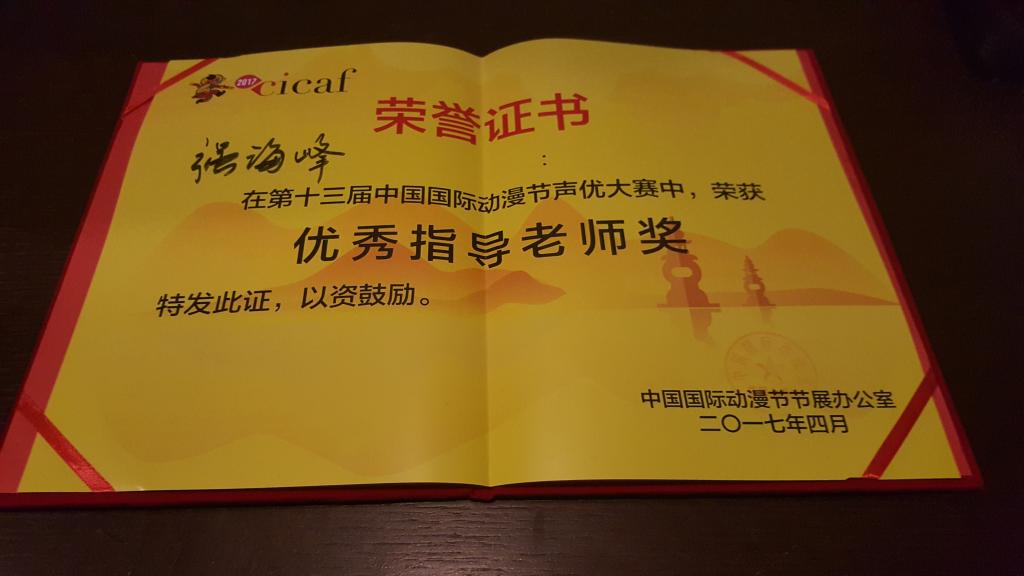 2017 cicaf
荣誉证书
张海峰 :
在第十三届中国国际动漫节声优大赛中，荣获
优秀指导老师奖
特发此证，以资鼓励。
中国国际动漫节节展办公室
二〇一七年四月